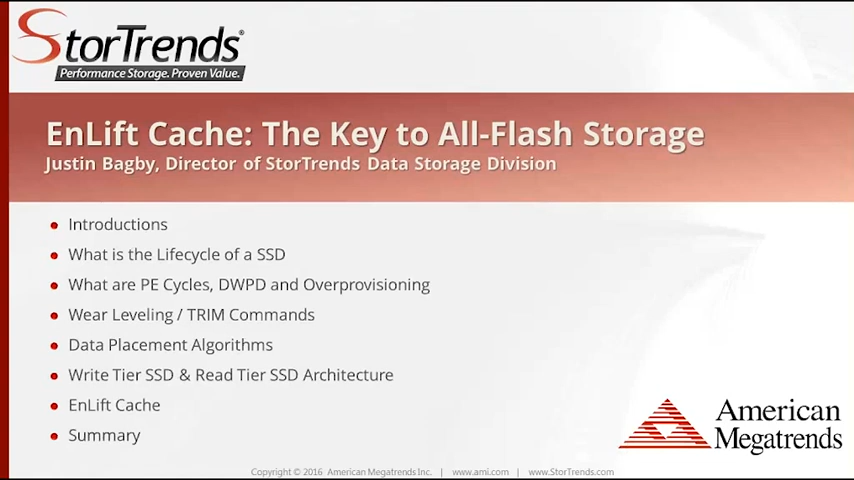 StorTrends®
Performance Storage. Proven Value.
EnLift Cache: The Key to All-Flash Storage
Justin Bagby, Director of StorTrends Data Storage Division
• Introductions
• What is the Lifecycle of a SSD
• What are PE Cycles, DWPD and Overprovisioning
• Wear Leveling / TRIM Commands
• Data Placement Algorithms
• Write Tier SSD & Read Tier SSD Architecture
• EnLift Cache
• Summary
American
Megatrends
Copyright © 2016 American Megatrends Inc. | www.ami.com | www.StorTrends.com